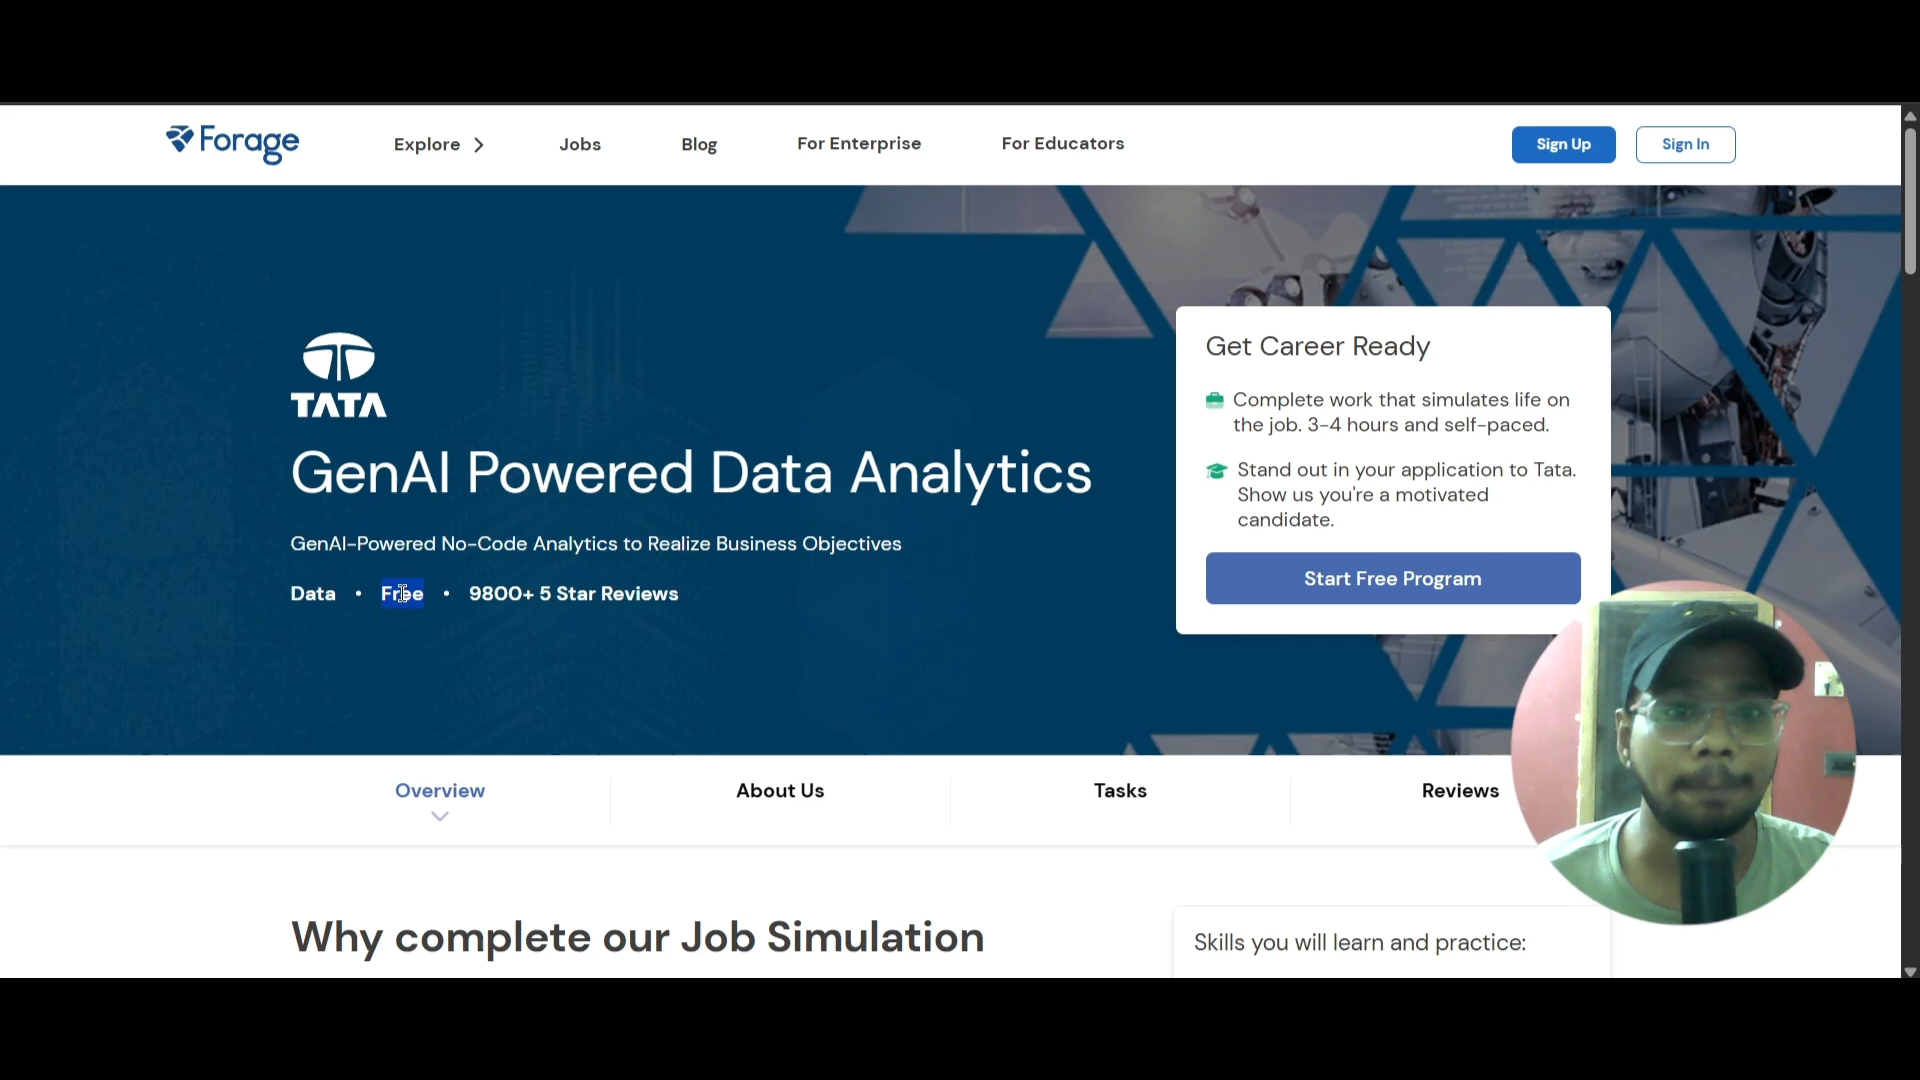 Forage
Explore
Jobs
Blog
For Enterprise
For Educators
Sign Up
Sign In
TATA
GenAI Powered Data Analytics
GenAI-Powered No-Code Analytics to Realize Business Objectives
Data • Free • 9800+ 5 Star Reviews
Get Career Ready
Complete work that simulates life on
the job. 3-4 hours and self-paced.
Stand out in your application to Tata.
Show us you're a motivated
candidate.
Start Free Program
Overview
About Us
Tasks
Reviews
Why complete our Job Simulation
Skills you will learn and practice: